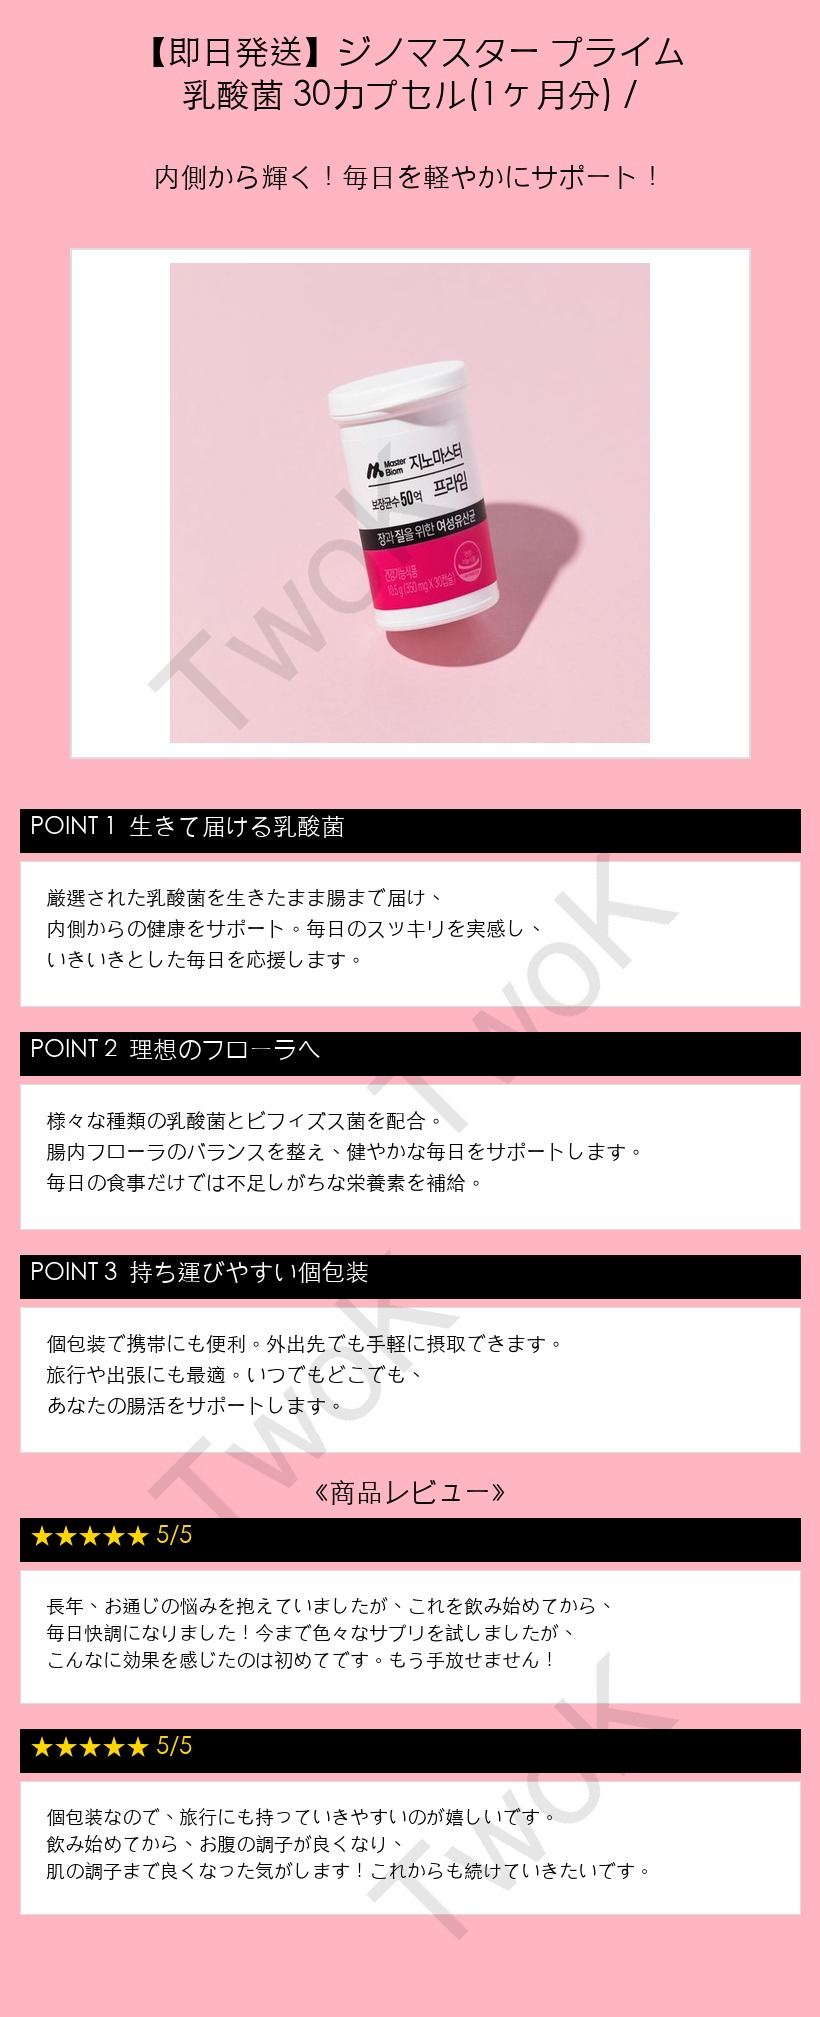 【即日発送】ジノマスター プライム
乳酸菌 30カプセル(1ヶ月分) /
内側から輝く！毎日を軽やかにサポート！
Master
Biom
지노마스터
프라임
보장균수 50억
장과 질을 위한 여성유산균
건강기능식품
10.5 g (350 mg X 30캡슐)
TwoK
POINT 1 生きて届ける乳酸菌
厳選された乳酸菌を生きたまま腸まで届け、
内側からの健康をサポート。毎日のスッキリを実感し、
いきいきとした毎日を応援します。
TwoK
POINT 2 理想のフローラへ
様々な種類の乳酸菌とビフィズス菌を配合。
腸内フローラのバランスを整え、健やかな毎日をサポートします。
毎日の食事だけでは不足しがちな栄養素を補給。
POINT 3 持ち運びやすい個包装
個包装で携帯にも便利。外出先でも手軽に摂取できます。
旅行や出張にも最適。いつでもどこでも、
あなたの腸活をサポートします。
TwoK
《商品レビュー》
★★★★★ 5/5
長年、お通じの悩みを抱えていましたが、これを飲み始めてから、
毎日快調になりました！今まで色々なサプリを試しましたが、
こんなに効果を感じたのは初めてです。もう手放せません！
★★★★★ 5/5
個包装なので、旅行にも持っていきやすいのが嬉しいです。
飲み始めてから、お腹の調子が良くなり、
肌の調子まで良くなった気がします！これからも続けていきたいです。
TwoK